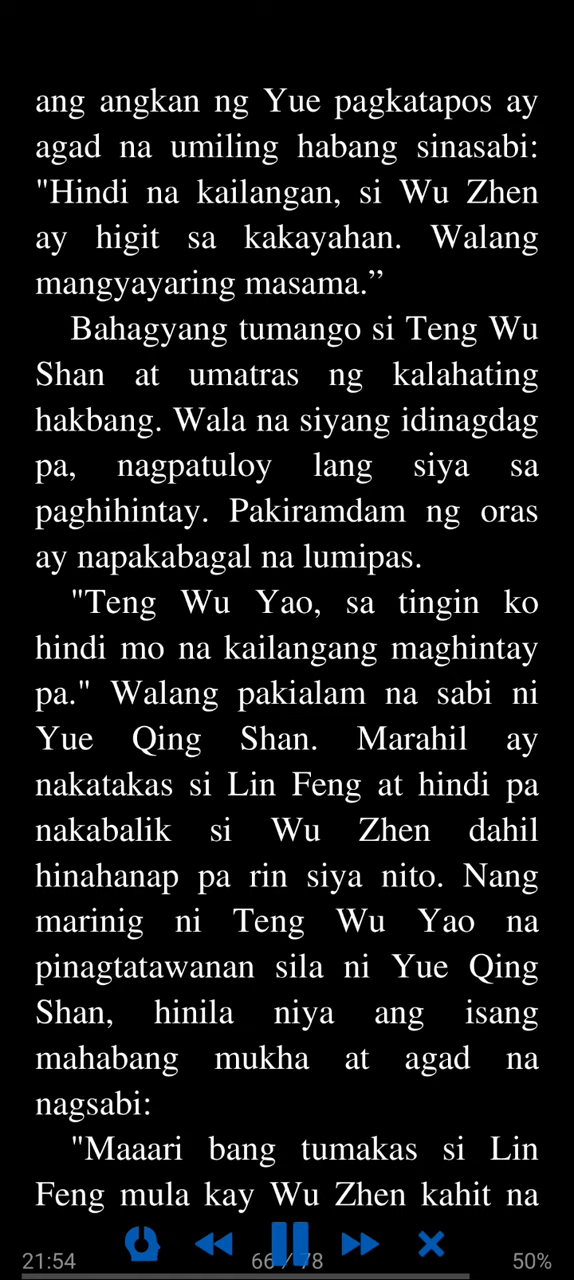 ang angkan ng Yue pagkatapos ay
agad na umiling habang sinasabi:
"Hindi na kailangan, si Wu Zhen
ay higit sa kakayahan. Walang
mangyayaring masama.”
Bahagyang tumango si Teng Wu
Shan at umatras ng kalahating
hakbang. Wala na siyang idinagdag
pa, nagpatuloy lang siya sa
paghihintay. Pakiramdam ng oras
ay napakabagal na lumipas.
"Teng Wu Yao, sa tingin ko
hindi mo na kailangang maghintay
pa." Walang pakialam na sabi ni
Yue Qing Shan. Marahil ay
nakatakas si Lin Feng at hindi pa
nakabalik si Wu Zhen dahil
hinahanap pa rin siya nito. Nang
marinig ni Teng Wu Yao na
pinagtatawanan sila ni Yue Qing
Shan, hinila niya ang isang
mahabang mukha at agad na
nagsabi:
"Maaari bang tumakas si Lin
Feng mula kay Wu Zhen kahit na
21:54 66 / 78 50%